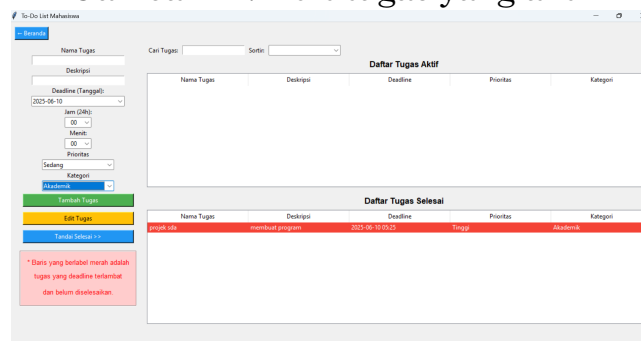 To-Do List Mahasiswa
← Beranda
Nama Tugas
Deskripsi
Deadline (Tanggal):
2025-06-10
Jam (24h):
00
Menit:
00
Prioritas
Sedang
Kategori
Akademik
Tambah Tugas
Edit Tugas
Tandai Selesai >>
* Baris yang berlabel merah adalah
tugas yang deadline terlambat
dan belum diselesaikan.
Cari Tugas: Sortir:
Daftar Tugas Aktif
Nama Tugas Deskripsi Deadline Prioritas Kategori
Daftar Tugas Selesai
Nama Tugas Deskripsi Deadline Prioritas Kategori
projek sda membuat program 2025-06-10 05:25 Tinggi Akademik